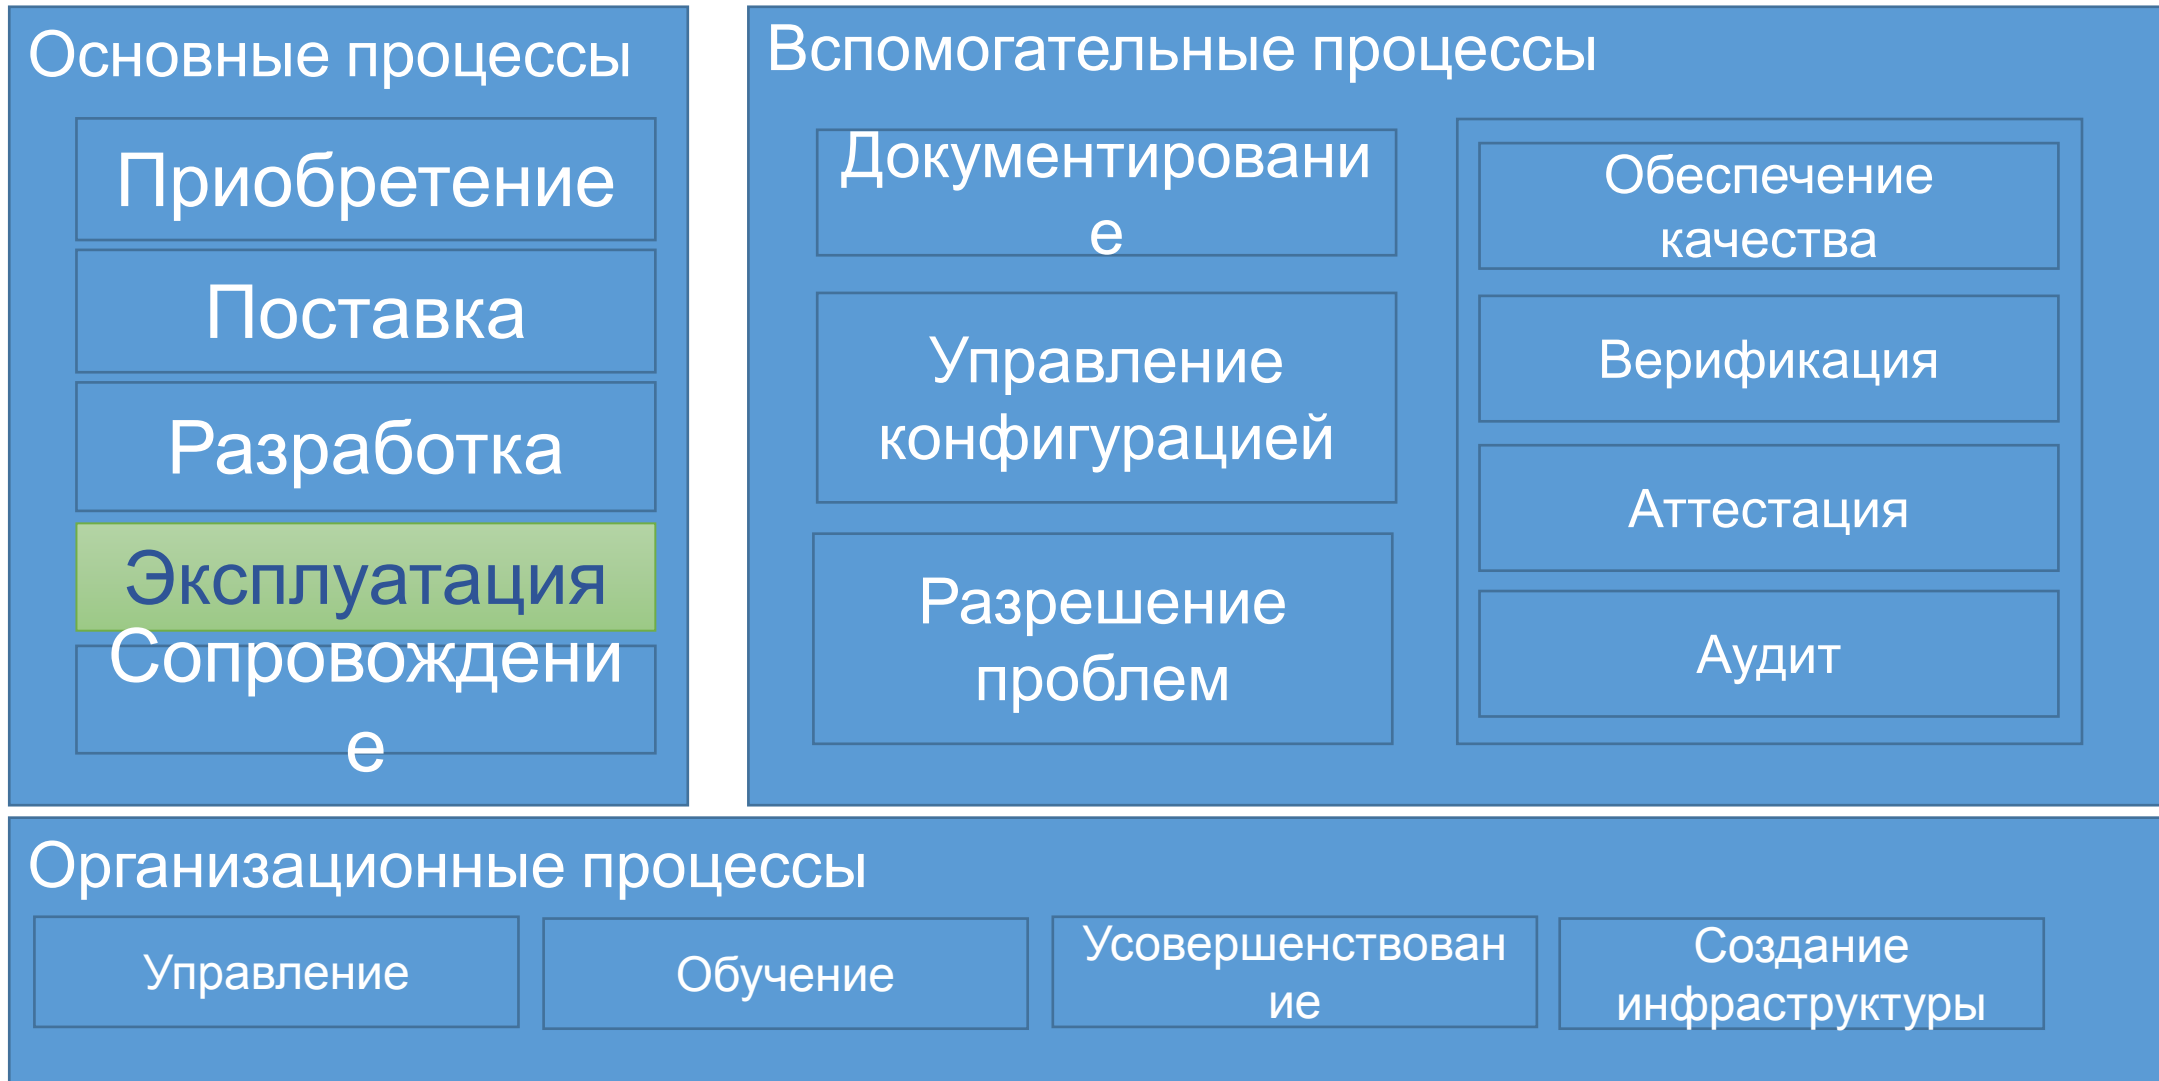 Основные процессы
Приобретение
Поставка
Разработка
Эксплуатация
Сопровождени
е
Вспомогательные процессы
Документировани
е
Управление
конфигурацией
Разрешение
проблем
Обеспечение
качества
Верификация
Аттестация
Аудит
Организационные процессы
Управление
Обучение
Усовершенствован
ие
Создание
инфраструктуры